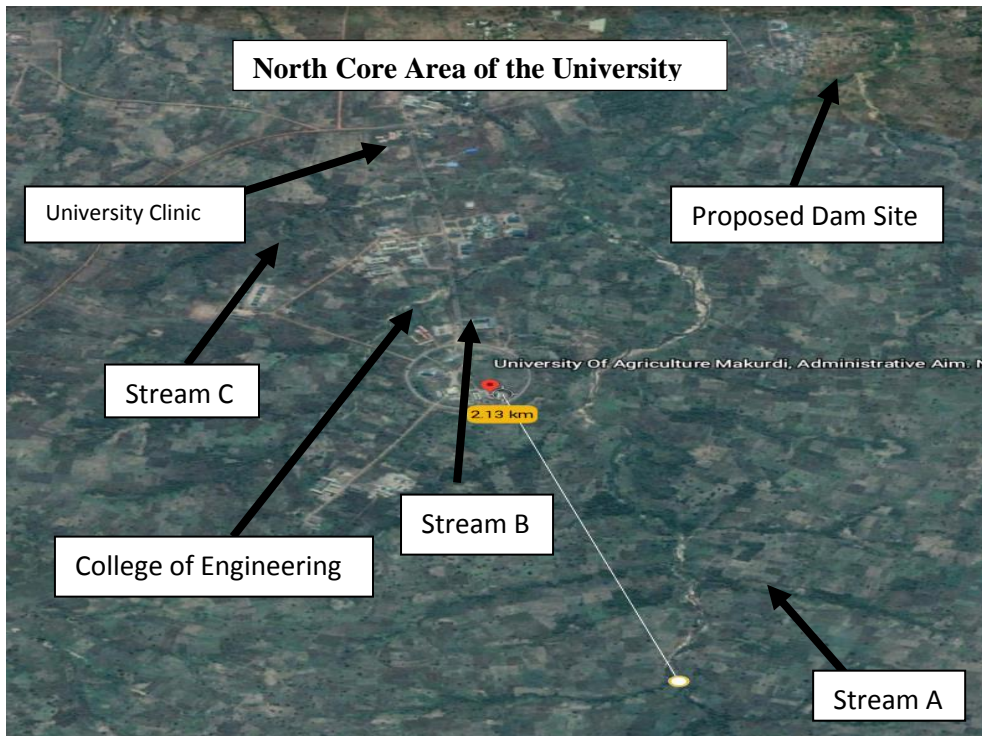 North Core Area of the University
University Clinic
Proposed Dam Site
Stream C
University Of Agriculture Makurdi, Administrative Aim. N
2.13 km
Stream B
College of Engineering
Stream A